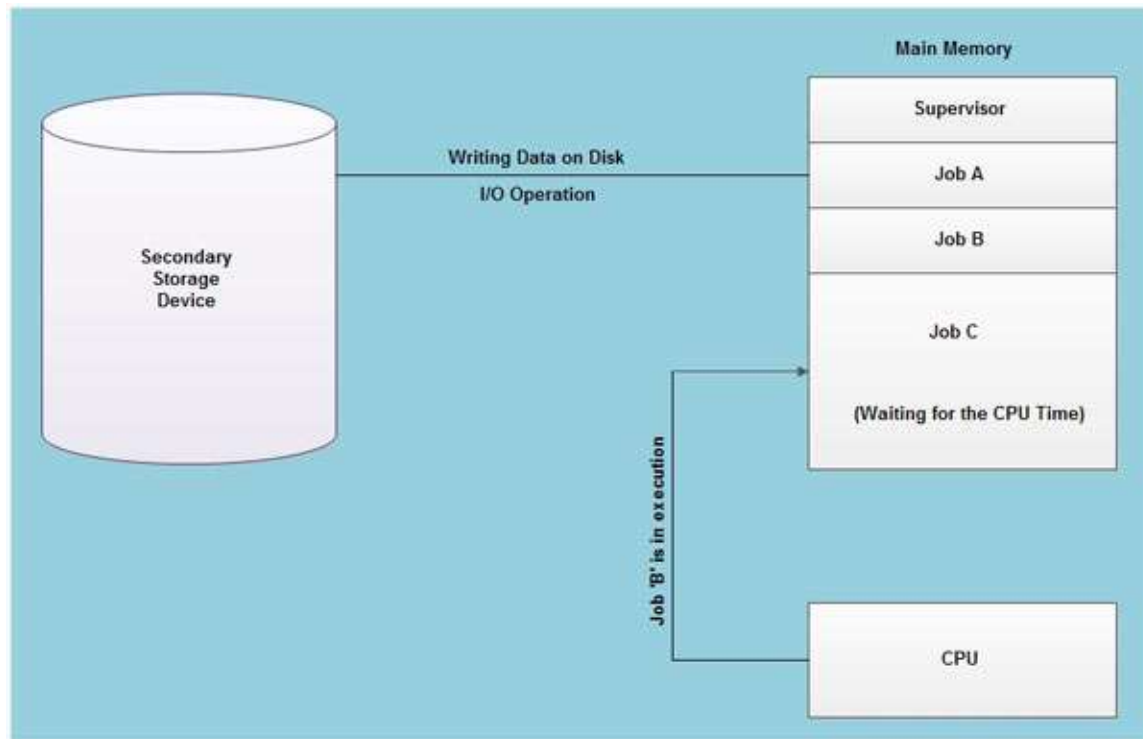 Main Memory
Supervisor
Writing Data on Disk
I/O Operation
Job A
Job B
Secondary
Storage
Device
Job C
(Waiting for the CPU Time)
Job 'B' is in execution
CPU